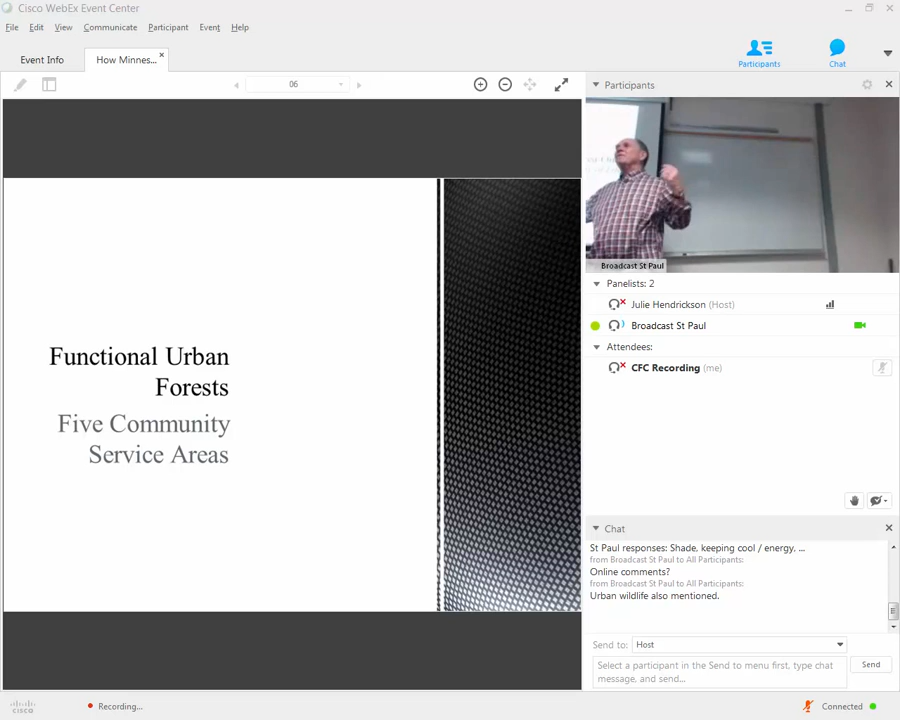 Cisco WebEx Event Center
File Edit View Communicate Participant Event Help
Event Info
How Minnes...
Participants
Chat
06
Participants
Broadcast St Paul
Panelists: 2
Julie Hendrickson (Host)
Broadcast St Paul
Attendees:
CFC Recording (me)
Functional Urban
Forests
Five Community
Service Areas
Chat
St Paul responses: Shade, keeping cool / energy, ...
from Broadcast St Paul to All Participants:
Online comments?
from Broadcast St Paul to All Participants:
Urban wildlife also mentioned.
Send to: Host
Select a participant in the Send to menu first, type chat
message, and send...
Send
cisco
Recording...
Connected